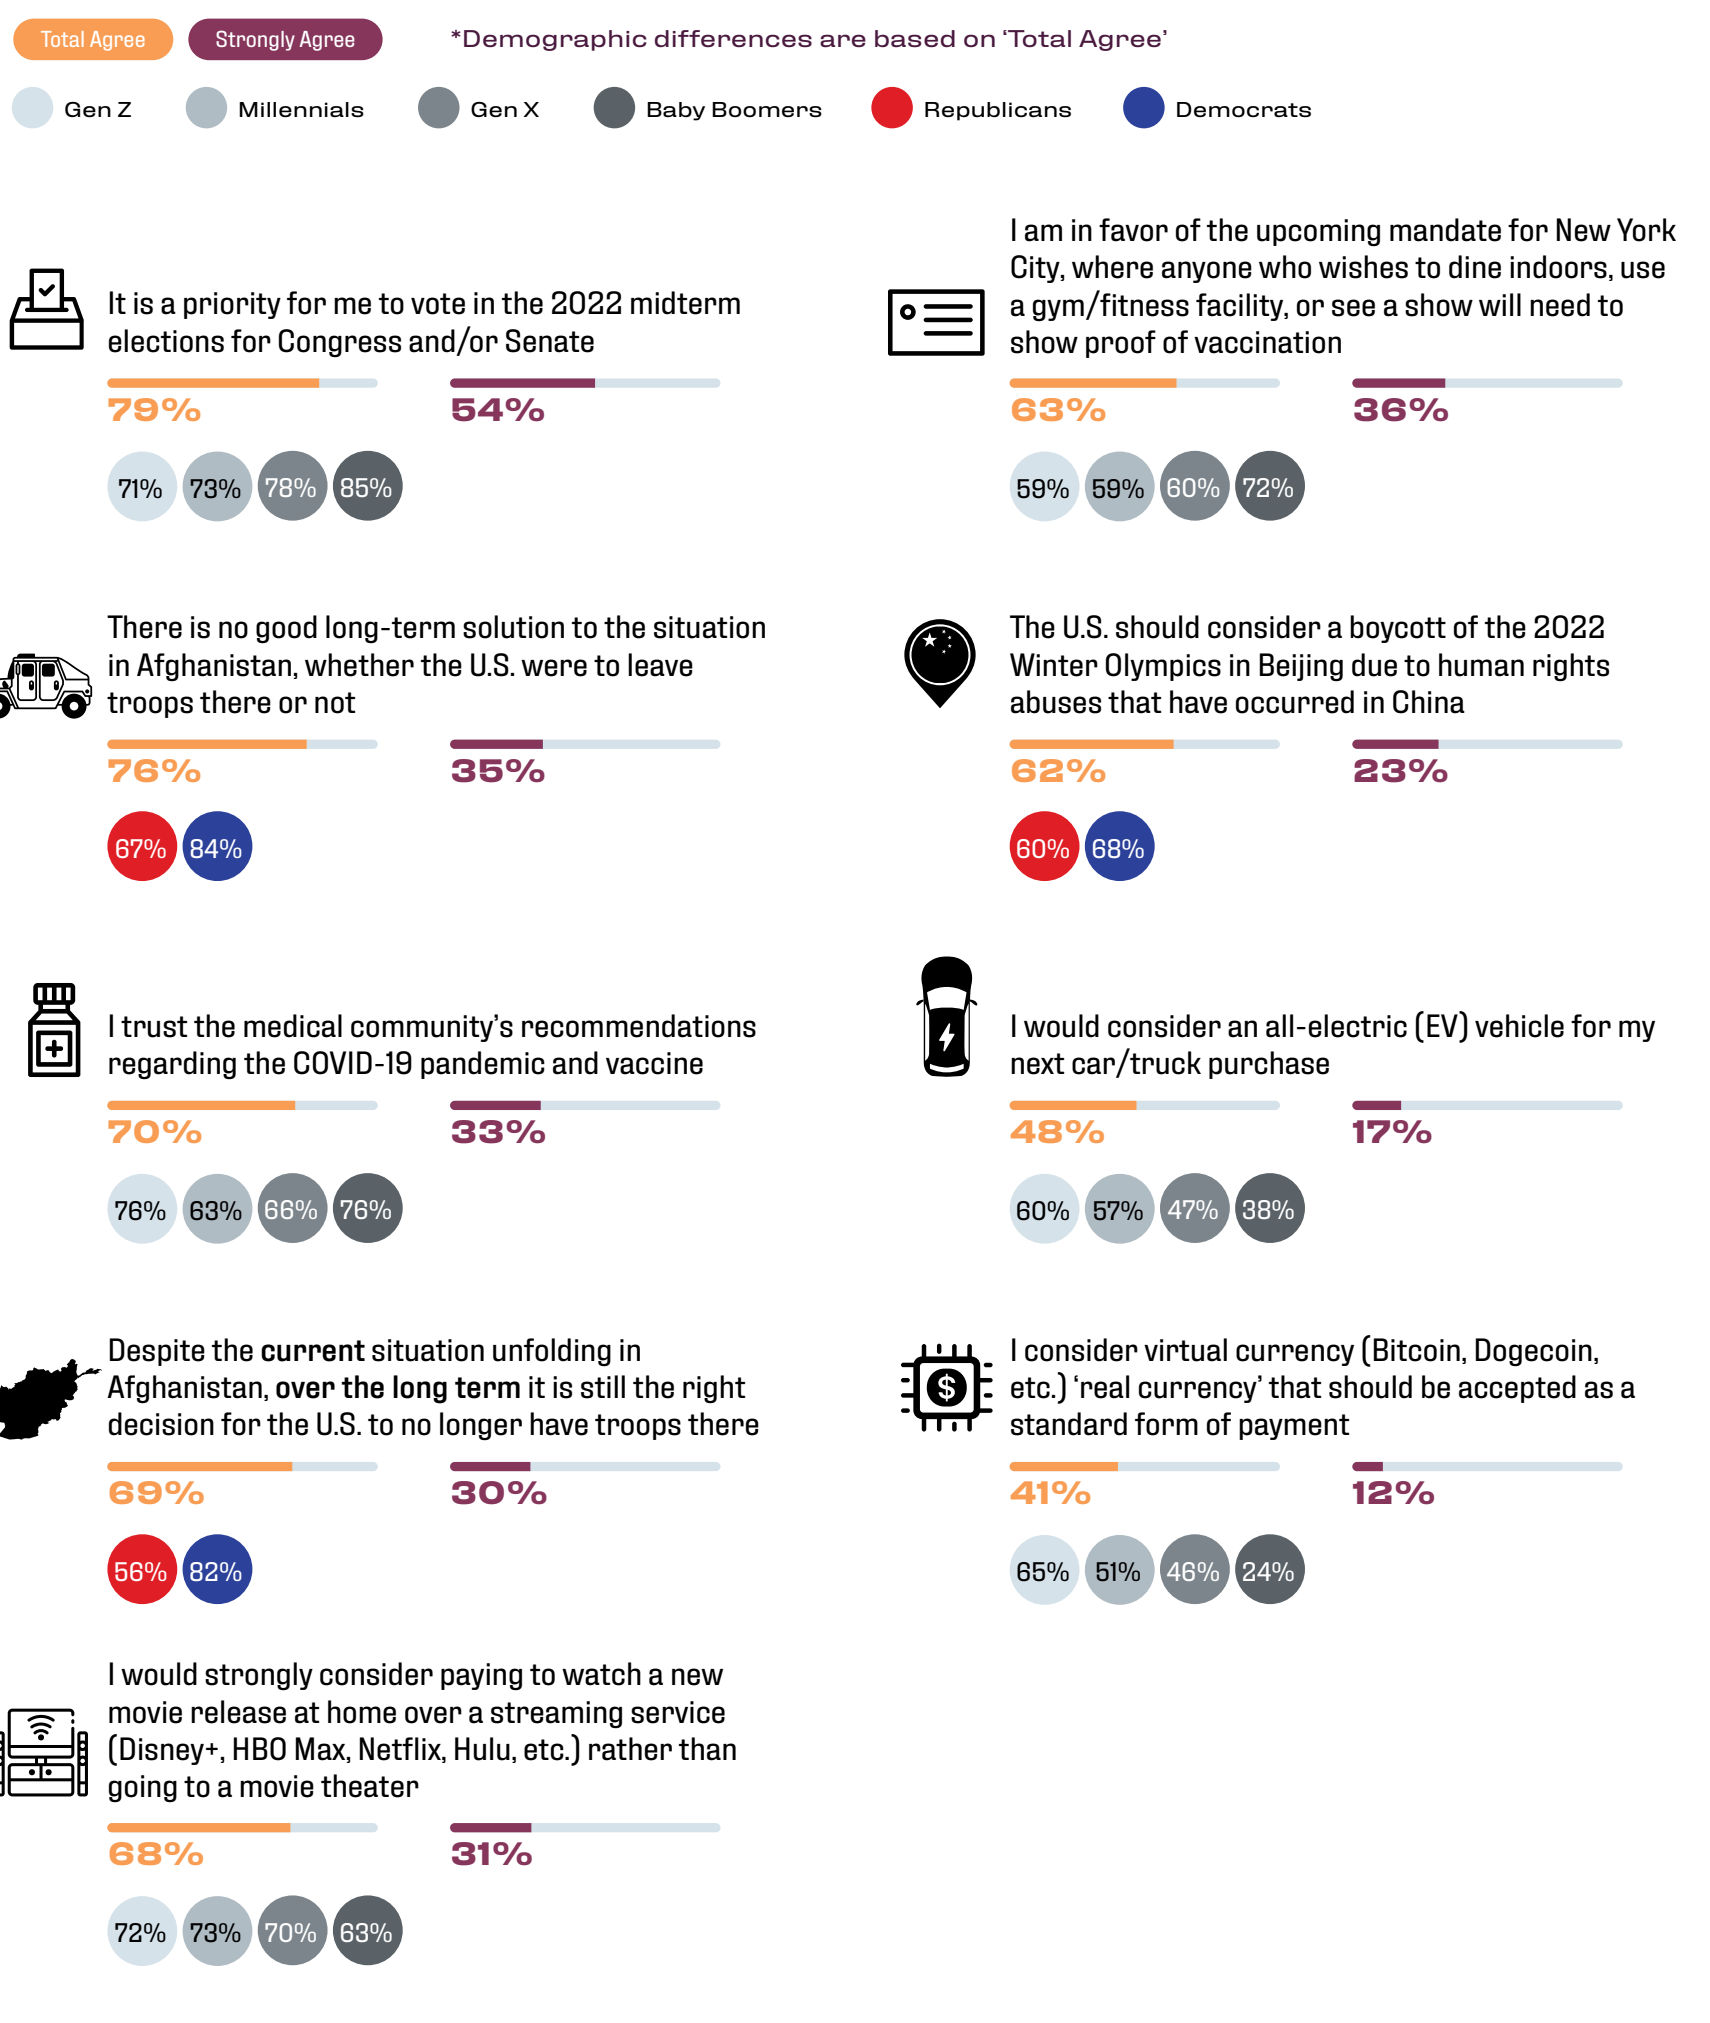 Total Agree
Strongly Agree
*Demographic differences are based on ‘Total Agree’
Gen Z
Millennials
Gen X
Baby Boomers
Republicans
Democrats
It is a priority for me to vote in the 2022 midterm
elections for Congress and/or Senate
79%
54%
71%
73%
78%
85%
I am in favor of the upcoming mandate for New York
City, where anyone who wishes to dine indoors, use
a gym/fitness facility, or see a show will need to
show proof of vaccination
63%
36%
59%
59%
60%
72%
There is no good long-term solution to the situation
in Afghanistan, whether the U.S. were to leave
troops there or not
76%
35%
67%
84%
The U.S. should consider a boycott of the 2022
Winter Olympics in Beijing due to human rights
abuses that have occurred in China
62%
23%
60%
68%
I trust the medical community’s recommendations
regarding the COVID-19 pandemic and vaccine
70%
33%
76%
63%
66%
76%
I would consider an all-electric (EV) vehicle for my
next car/truck purchase
48%
17%
60%
57%
47%
38%
Despite the current situation unfolding in
Afghanistan, over the long term it is still the right
decision for the U.S. to no longer have troops there
69%
30%
56%
82%
$
I consider virtual currency (Bitcoin, Dogecoin,
etc.) ‘real currency’ that should be accepted as a
standard form of payment
41%
12%
65%
51%
46%
24%
I would strongly consider paying to watch a new
movie release at home over a streaming service
(Disney+, HBO Max, Netflix, Hulu, etc.) rather than
going to a movie theater
68%
31%
72%
73%
70%
63%